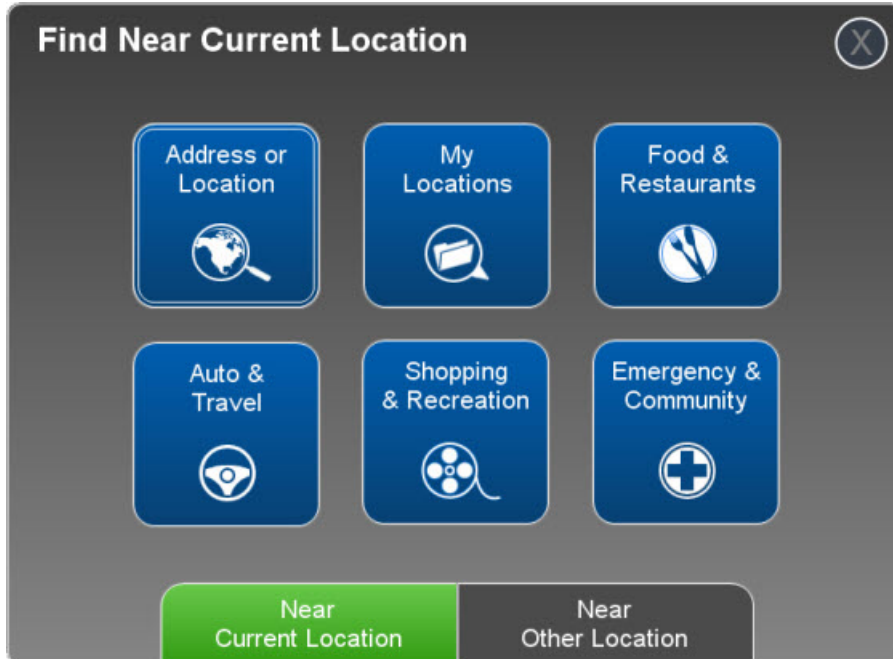 Find Near Current Location
X
Address or
Location
My
Locations
Food &
Restaurants
Auto &
Travel
Shopping
& Recreation
Emergency &
Community
Near
Current Location
Near
Other Location